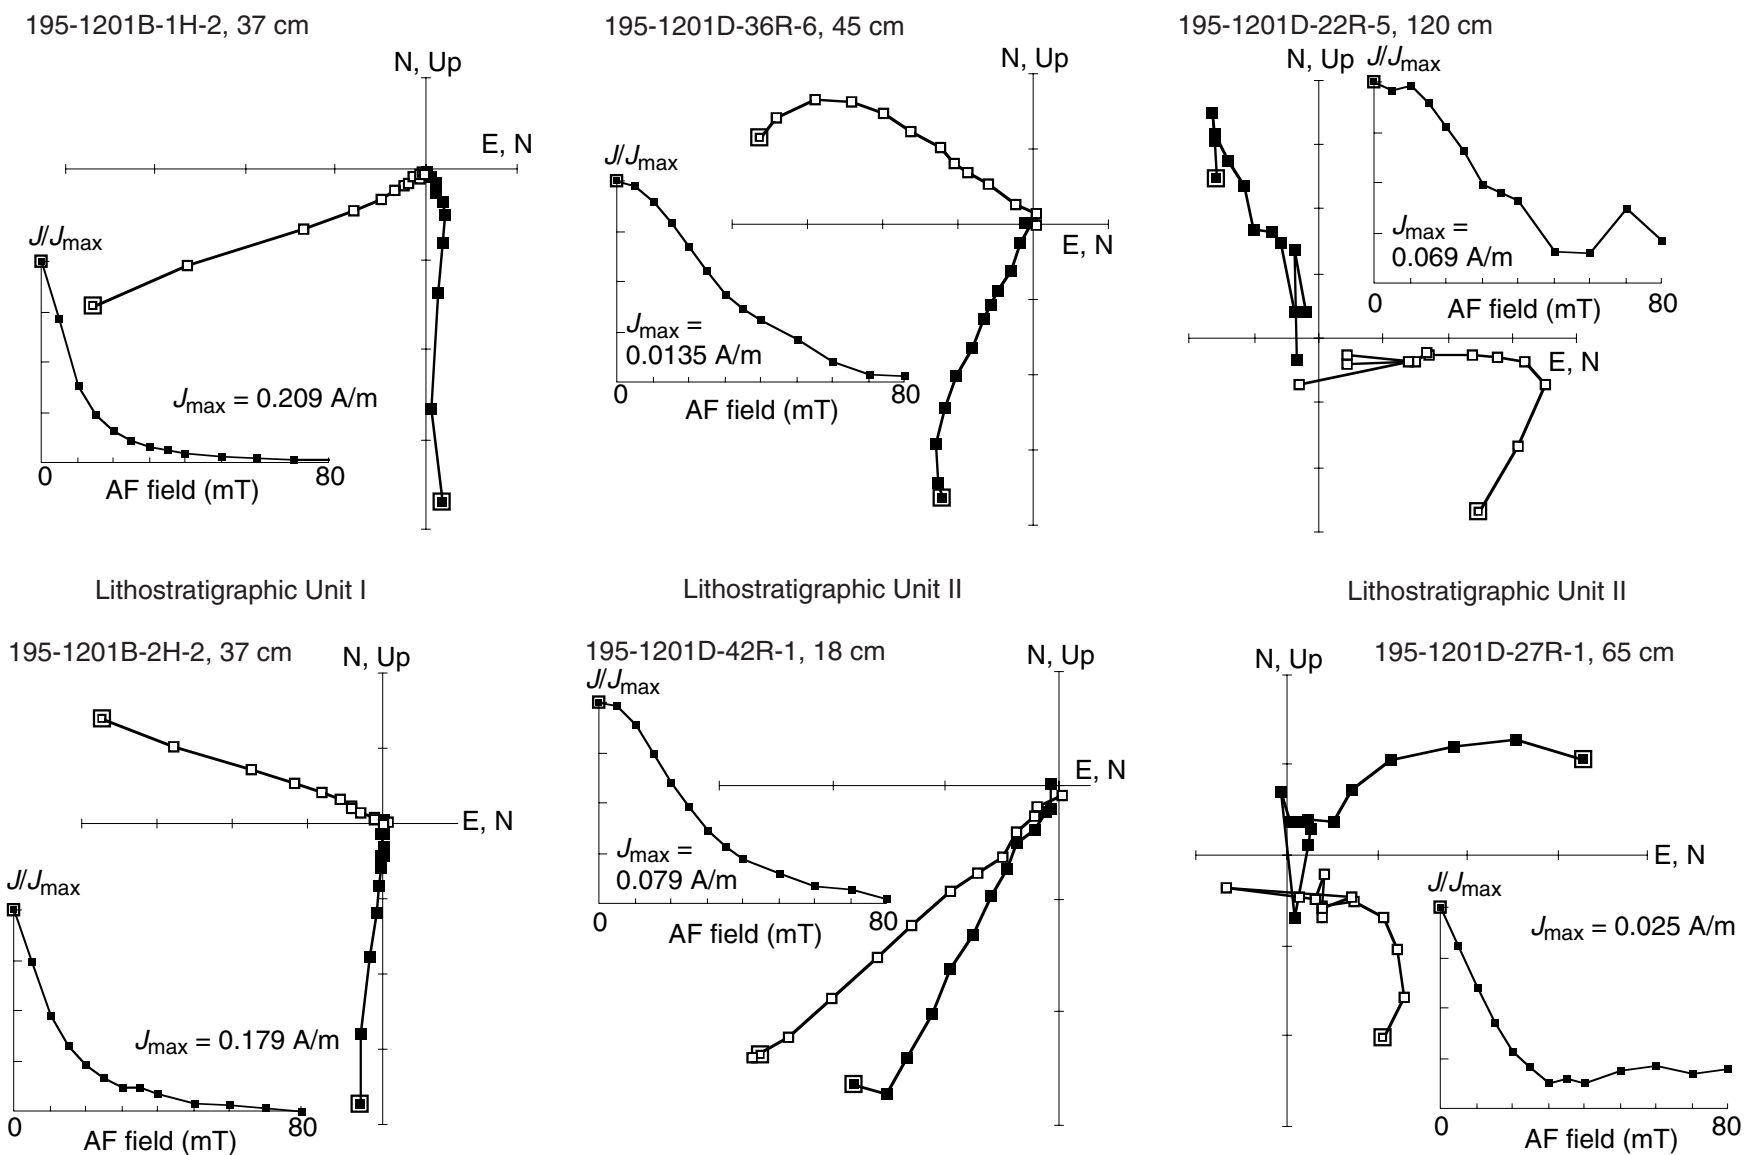 195-1201B-1H-2, 37 cm
N, Up
E, N
J/Jmax
Jmax = 0.209 A/m
0
80
AF field (mT)
195-1201D-36R-6, 45 cm
N, Up
J/Jmax
E, N
Jmax =
0.0135 A/m
0
80
AF field (mT)
195-1201D-22R-5, 120 cm
N, Up
J/Jmax
Jmax =
0.069 A/m
0
80
AF field (mT)
E, N
Lithostratigraphic Unit I
Lithostratigraphic Unit II
Lithostratigraphic Unit II
195-1201B-2H-2, 37 cm
N, Up
E, N
J/Jmax
Jmax = 0.179 A/m
0
80
AF field (mT)
195-1201D-42R-1, 18 cm
N, Up
J/Jmax
E, N
Jmax =
0.079 A/m
0
80
AF field (mT)
N, Up
195-1201D-27R-1, 65 cm
E, N
J/Jmax
Jmax = 0.025 A/m
0
80
AF field (mT)